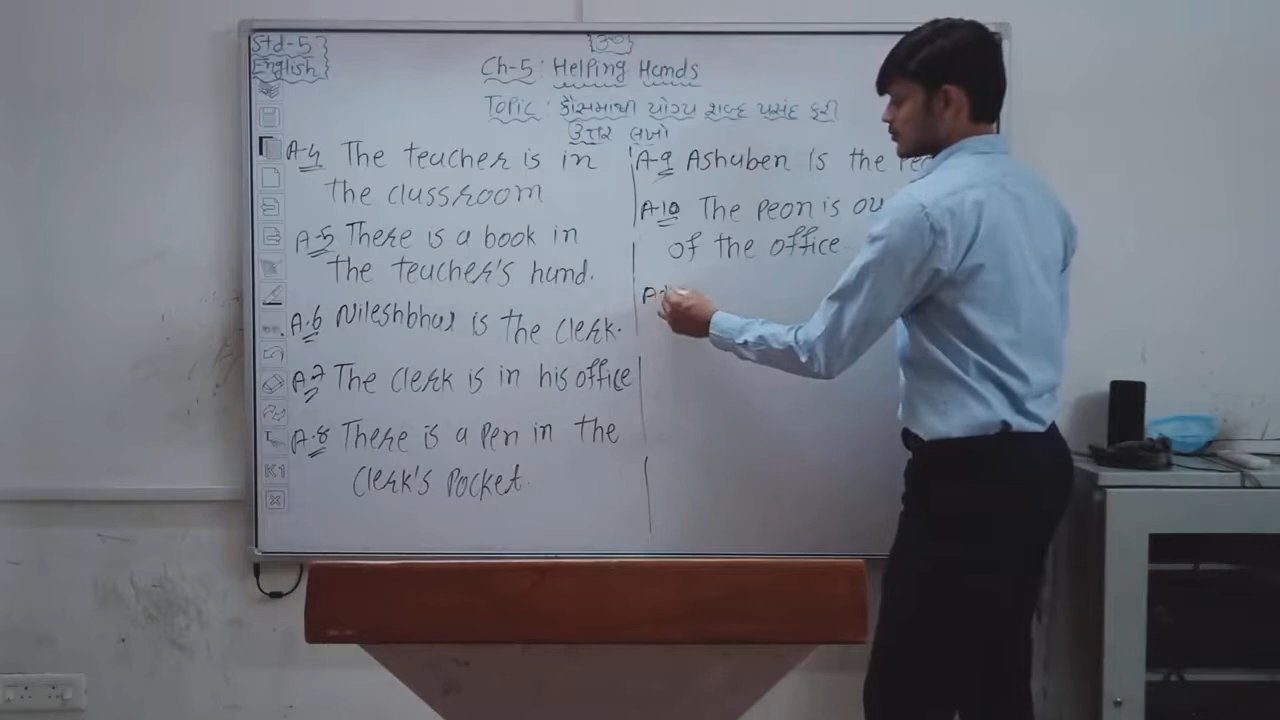 Std-5
English
ૐ
Ch-5: Helping Hands
Topic: કૌંસમાથી યોગ્ય શબ્દ પસંદ કરી
ઉત્તર લખો
A-4 The teacher is in
the classroom
A-5 There is a book in
the teacher's hand.
A.6 Nileshbhai is the clerk.
A.7 The clerk is in his office
A.8 There is a pen in the
clerk's pocket.
A-9 Ashaben is the
A-10 The peon is
of the office
K1